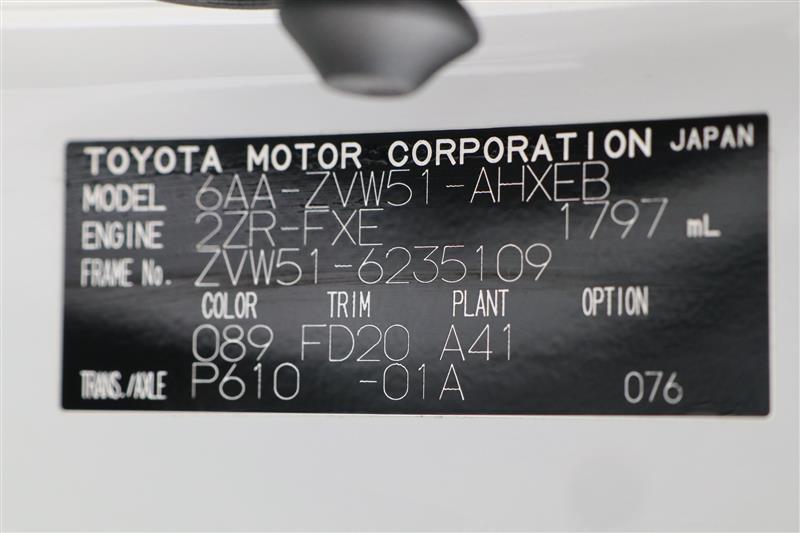 TOYOTA MOTOR CORPORATION JAPAN
MODEL 6AA-ZVW51-AHXEB
ENGINE 2ZR-FXE 1797 mL
FRAME No. ZVW51-6235109
COLOR TRIM PLANT OPTION
089 FD20 A41
TRANS./AXLE P610 -01A 076